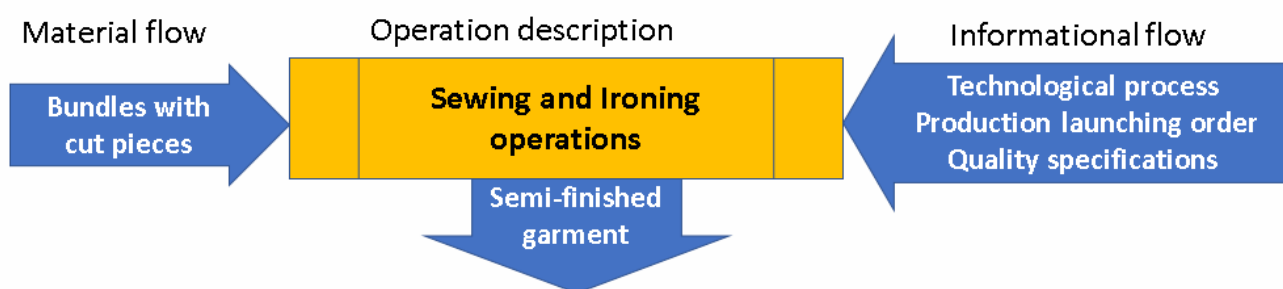 Material flow
Operation description
Informational flow
Bundles with
cut pieces
Sewing and Ironing
operations
Technological process
Production launching order
Quality specifications
Semi-finished
garment